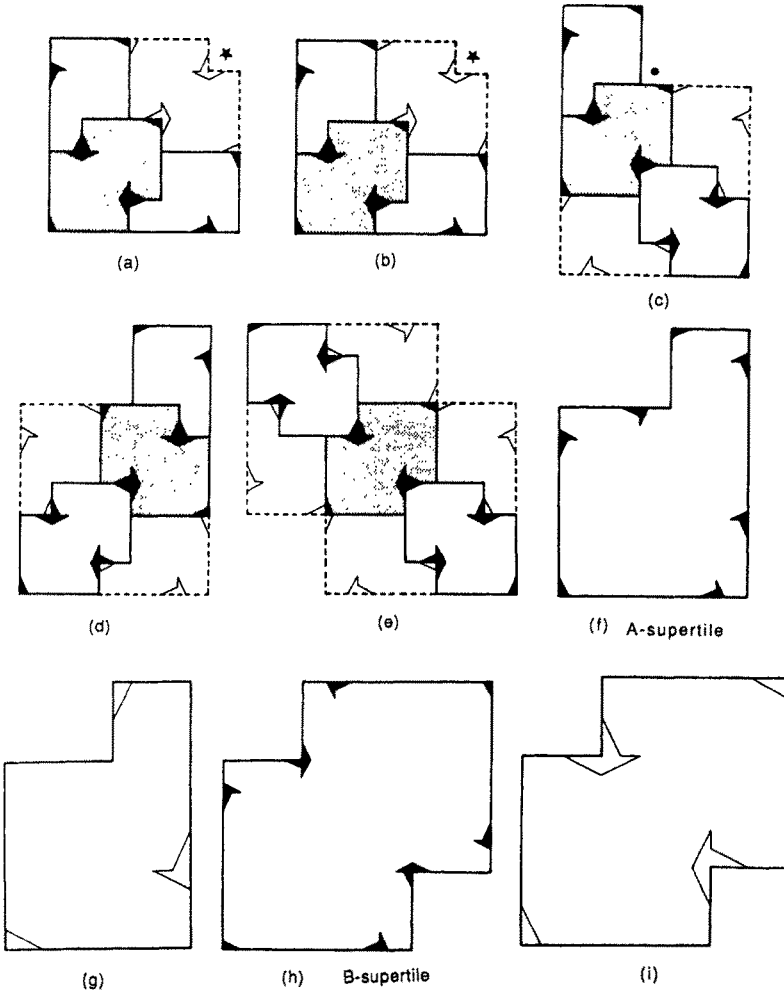 (a)
(b)
(c)
(d)
(e)
(f) A-supertile
(g)
(h) B-supertile
(i)